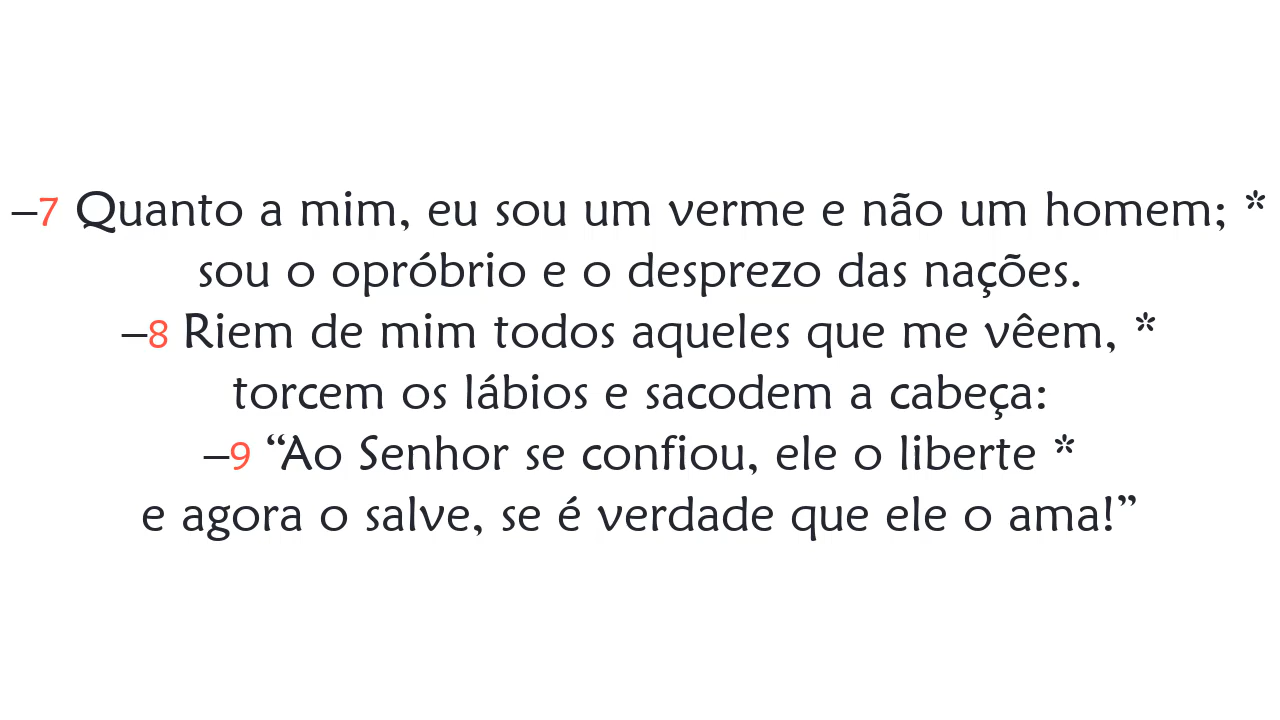 –7 Quanto a mim, eu sou um verme e não um homem; *
sou o opróbrio e o desprezo das nações.
–8 Riem de mim todos aqueles que me vêem, *
torcem os lábios e sacodem a cabeça:
–9 “Ao Senhor se confiou, ele o liberte *
e agora o salve, se é verdade que ele o ama!”